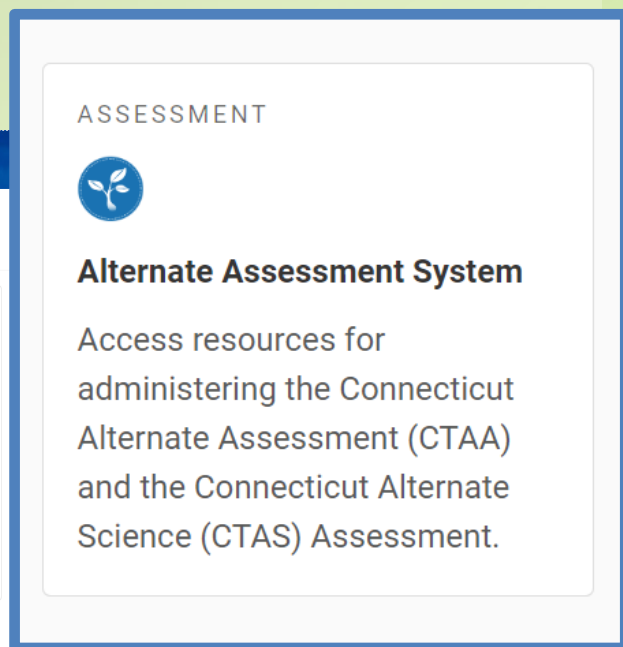 ASSESSMENT
Alternate Assessment System
Access resources for
administering the Connecticut
Alternate Assessment (CTAA)
and the Connecticut Alternate
Science (CTAS) Assessment.